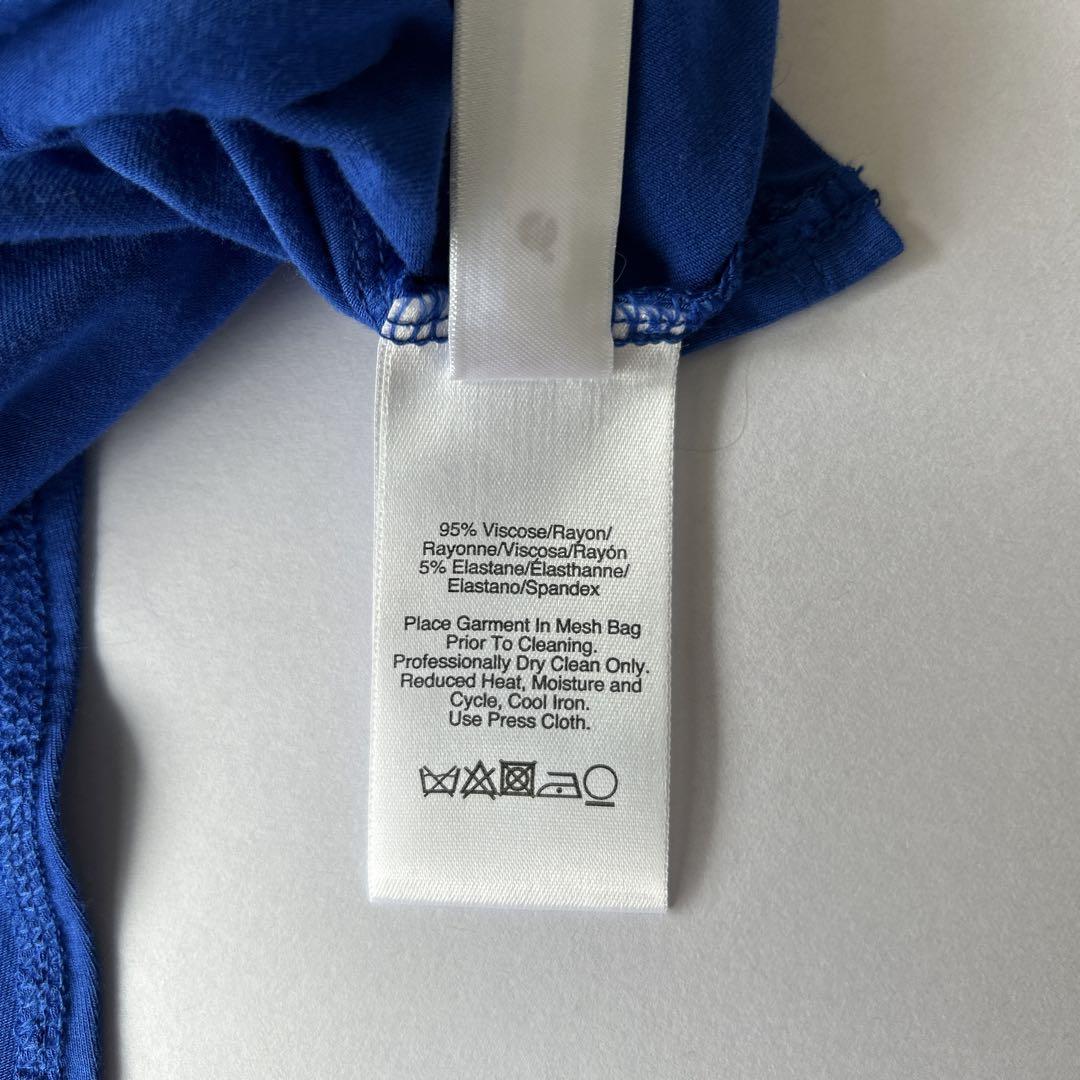 95% Viscose/Rayon/
Rayonne/Viscosa/Rayón
5% Elastane/Élasthanne/
Elastano/Spandex
Place Garment In Mesh Bag
Prior To Cleaning.
Professionally Dry Clean Only.
Reduced Heat, Moisture and
Cycle, Cool Iron.
Use Press Cloth.